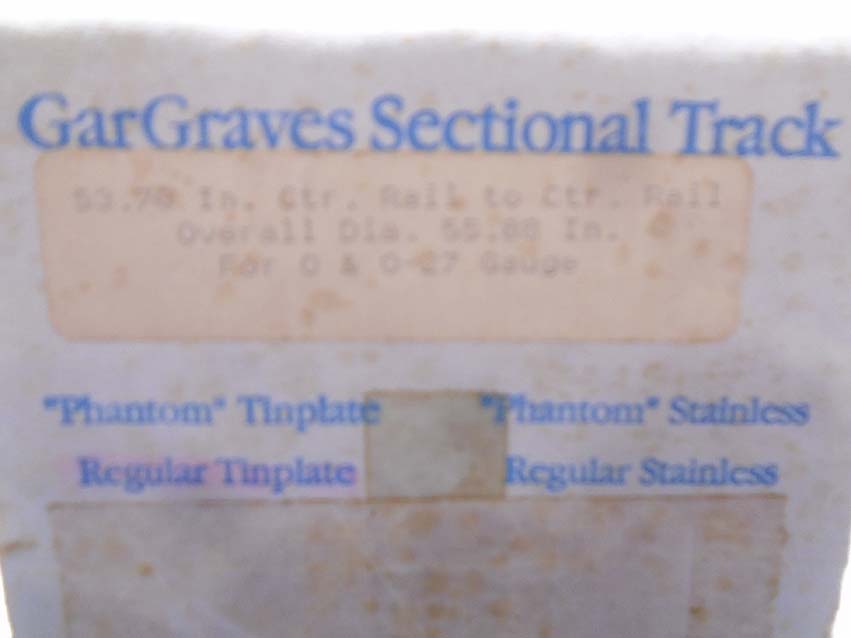 GarGraves Sectional Track
53.70 In. Ctr. Rail to Ctr. Rail
Overall Dia. 55.88 In.
For O & O-27 Gauge
"Phantom" Tinplate "Phantom" Stainless
Regular Tinplate Regular Stainless